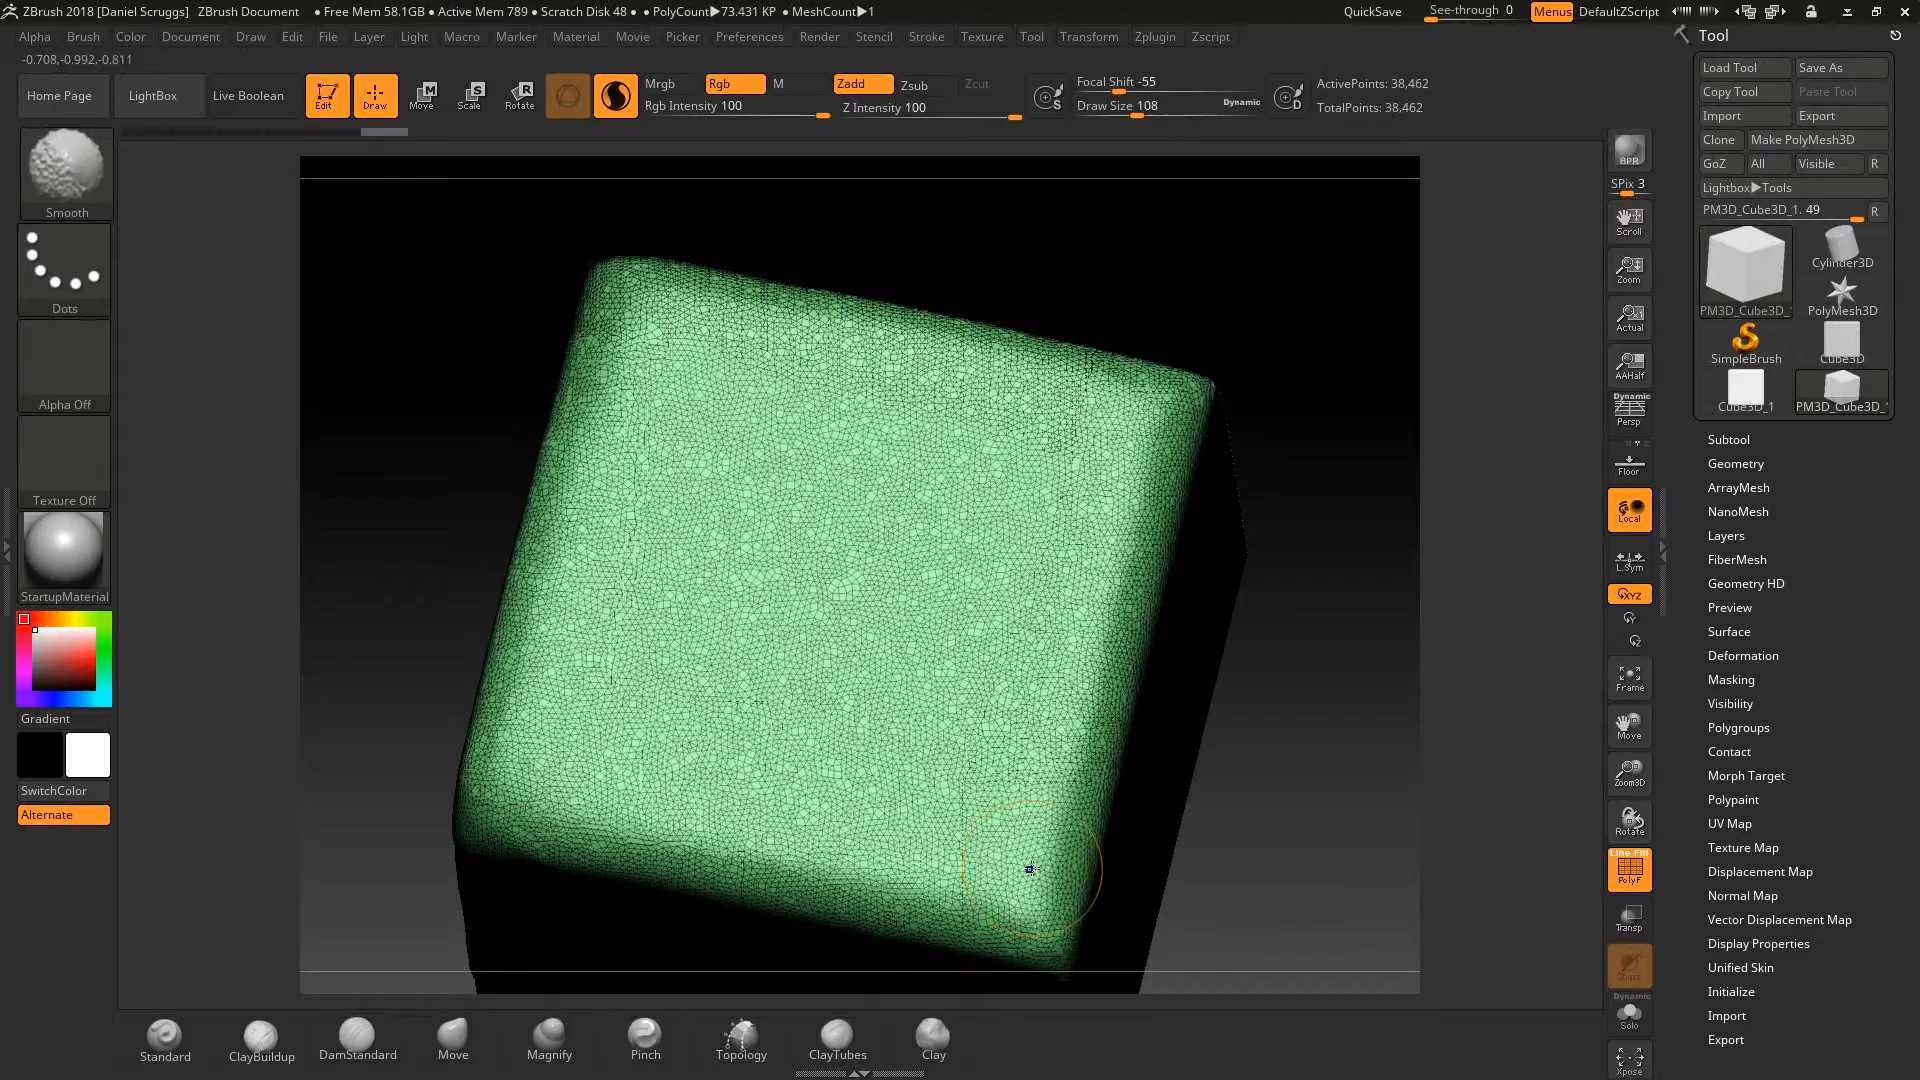 ZBrush 2018 [Daniel Scruggs] ZBrush Document • Free Mem 58.1GB • Active Mem 789 • Scratch Disk 48 • • PolyCount▶73.431 KP • MeshCount▶1 QuickSave See-through 0 Menus DefaultZScript
Alpha Brush Color Document Draw Edit File Layer Light Macro Marker Material Movie Picker Preferences Render Stencil Stroke Texture Tool Transform Zplugin Zscript
-0.708,-0.992,-0.811
Home Page LightBox Live Boolean Edit Draw Move Scale Rotate
Mrgb Rgb M Zadd Zsub Zcut
Rgb Intensity 100 Z Intensity 100
Focal Shift -55
Draw Size 108 Dynamic
ActivePoints: 38,462
TotalPoints: 38,462
Smooth
Dots
Alpha Off
Texture Off
StartupMaterial
Gradient
SwitchColor
Alternate
BPR
SPix 3
Scroll
Zoom
Actual
AAHalf
Dynamic
Persp
Floor
Local
L.Sym
XYZ
Y
Z
Frame
Move
Zoom3D
Rotate
Line Fill
PolyF
Transp
Ghost
Dynamic
Solo
Xpose
Tool
Load Tool Save As
Copy Tool Paste Tool
Import Export
Clone Make PolyMesh3D
GoZ All Visible R
Lightbox▶Tools
PM3D_Cube3D_1. 49 R
PM3D_Cube3D_ Cylinder3D
PolyMesh3D
SimpleBrush Cube3D
Cube3D_1 PM3D_Cube3D_
Subtool
Geometry
ArrayMesh
NanoMesh
Layers
FiberMesh
Geometry HD
Preview
Surface
Deformation
Masking
Visibility
Polygroups
Contact
Morph Target
Polypaint
UV Map
Texture Map
Displacement Map
Normal Map
Vector Displacement Map
Display Properties
Unified Skin
Initialize
Import
Export
Standard ClayBuildup DamStandard Move Magnify Pinch Topology ClayTubes Clay